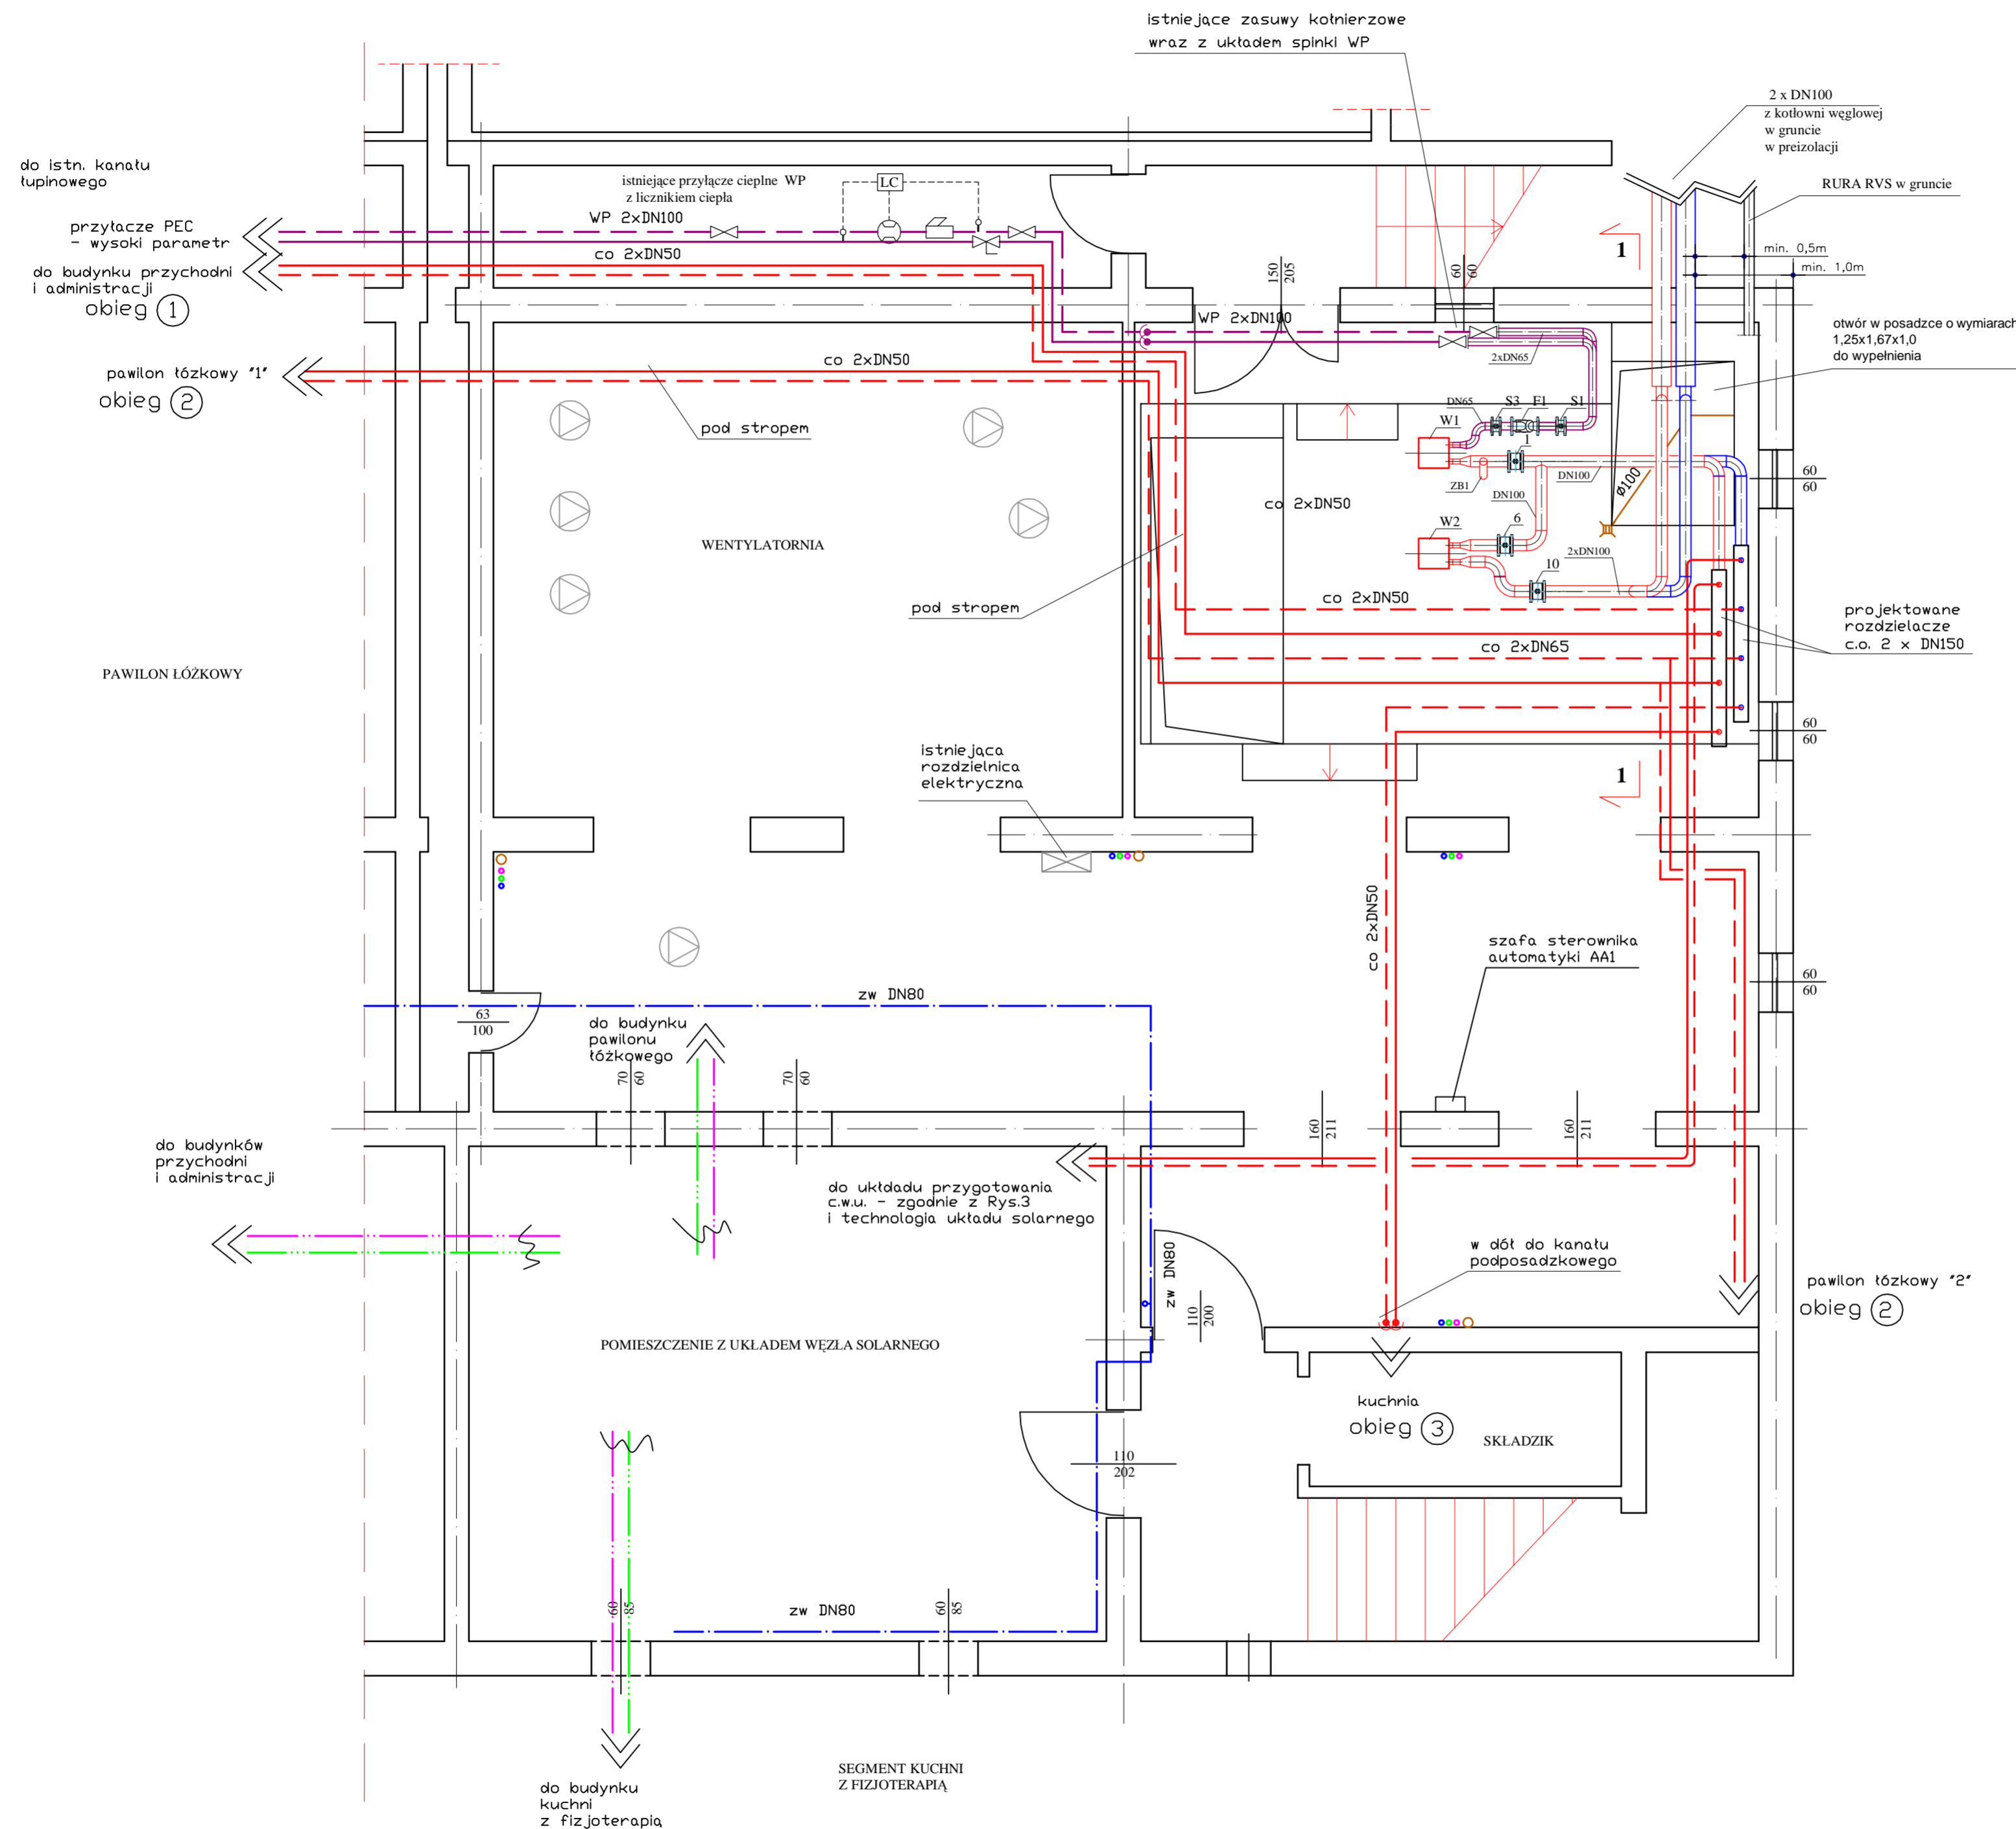 istniejące zasuwy kołnierzowe
wraz z układem spinki WP
2 x DN100
z kotłowni węglowej
w gruncie
w preizolacji
do istn. kanału
łupinowego
istniejące przyłącze cieplne WP
z licznikiem ciepła
LC
RURA RVS w gruncie
WP 2xDN100
przyłacze PEC
- wysoki parametr
1
min. 0,5m
co 2xDN50
min. 1,0m
do budynku przychodni
i administracji
obieg 1
150
205
60
60
WP 2xDN100
otwór w posadzce o wymiarach
1,25x1,67x1,0
do wypełnienia
co 2xDN50
2xDN65
pawilon łózkowy "1"
obieg 2
pod stropem
DN65
S3
F1
S1
W1
1
ZB1
DN100
DN100
Ø100
60
60
co 2xDN50
W2
6
WENTYLATORNIA
2xDN100
10
pod stropem
co 2xDN50
projektowane
rozdzielacze
c.o. 2 x DN150
co 2xDN65
PAWILON ŁÓŻKOWY
60
60
istniejąca
rozdzielnica
elektryczna
1
co 2xDN50
szafa sterownika
automatyki AA1
60
60
zw DN80
63
100
do budynku
pawilonu
łóżkowego
70
60
70
60
160
211
160
211
do budynków
przychodni
i administracji
do układadu przygotowania
c.w.u. - zgodnie z Rys.3
i technologia układu solarnego
w dół do kanału
podposadzkowego
zw DN80
110
200
pawilon łózkowy "2"
obieg 2
POMIESZCZENIE Z UKŁADEM WĘZŁA SOLARNEGO
kuchnia
obieg 3
SKŁADZIK
110
202
60
85
zw DN80
60
85
SEGMENT KUCHNI
Z FIZJOTERAPIĄ
do budynku
kuchni
z fizjoterapią